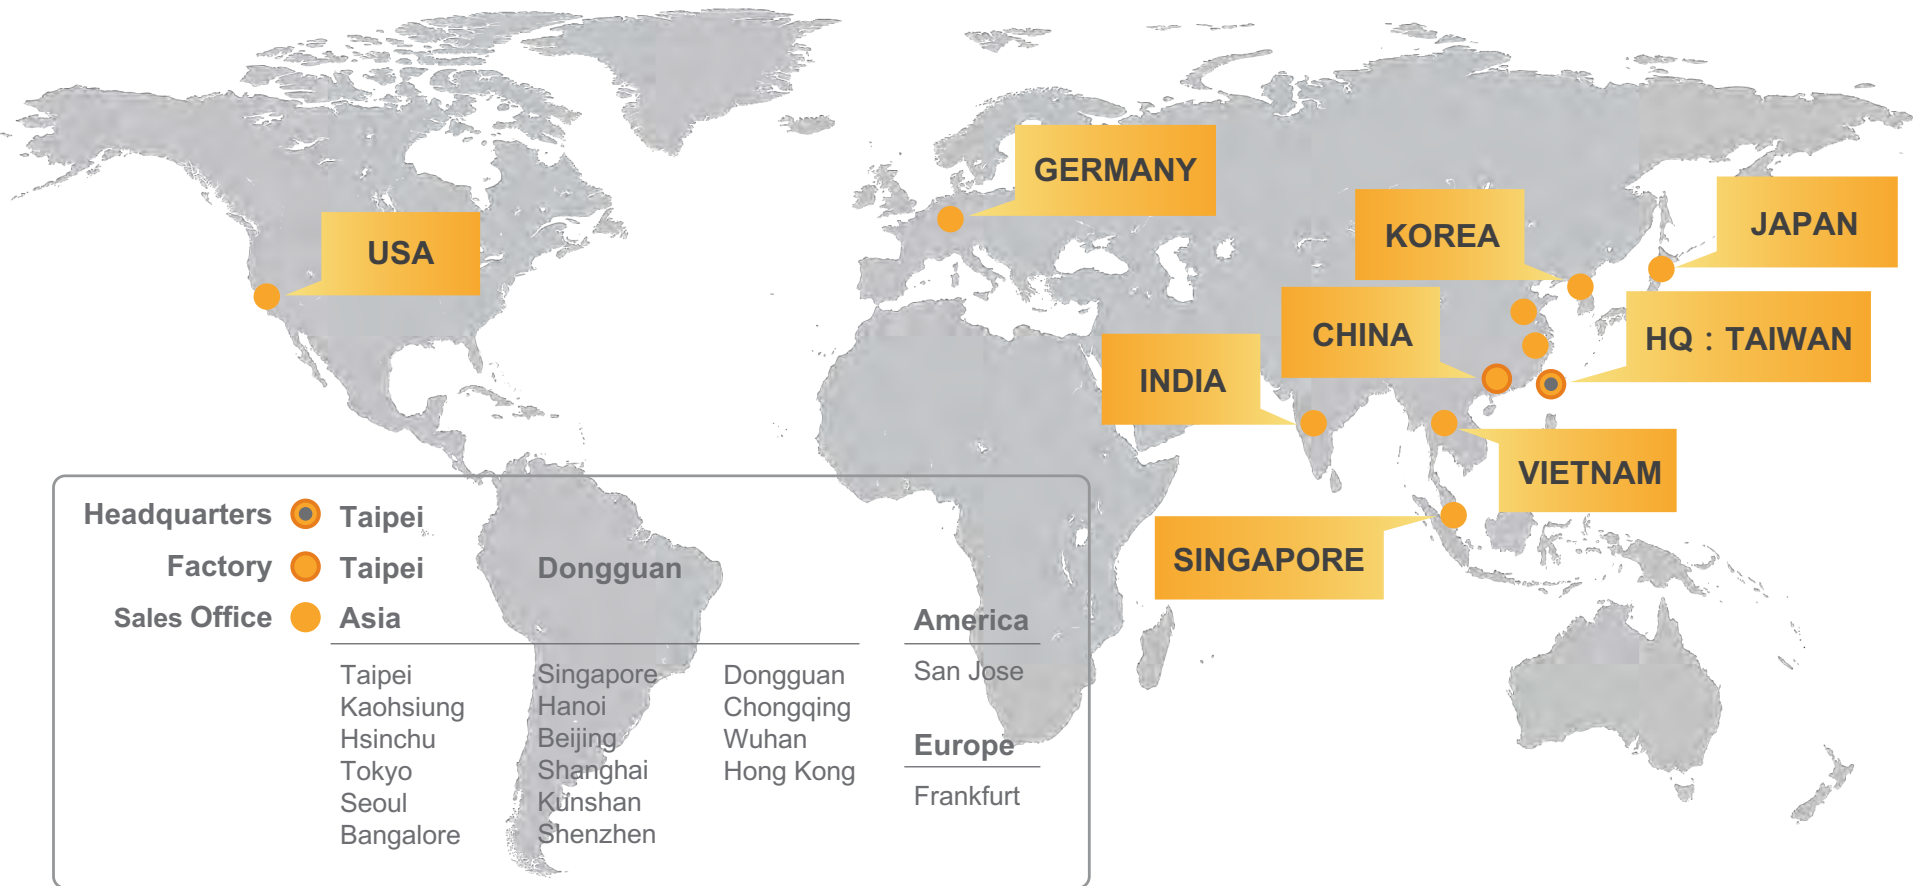 GERMANY
USA
KOREA
JAPAN
CHINA
HQ：TAIWAN
INDIA
VIETNAM
SINGAPORE
Headquarters Taipei
Factory Taipei Dongguan
Sales Office Asia America
Taipei Singapore Dongguan San Jose
Kaohsiung Hanoi Chongqing
Hsinchu Beijing Wuhan Europe
Tokyo Shanghai Hong Kong
Seoul Kunshan Frankfurt
Bangalore Shenzhen